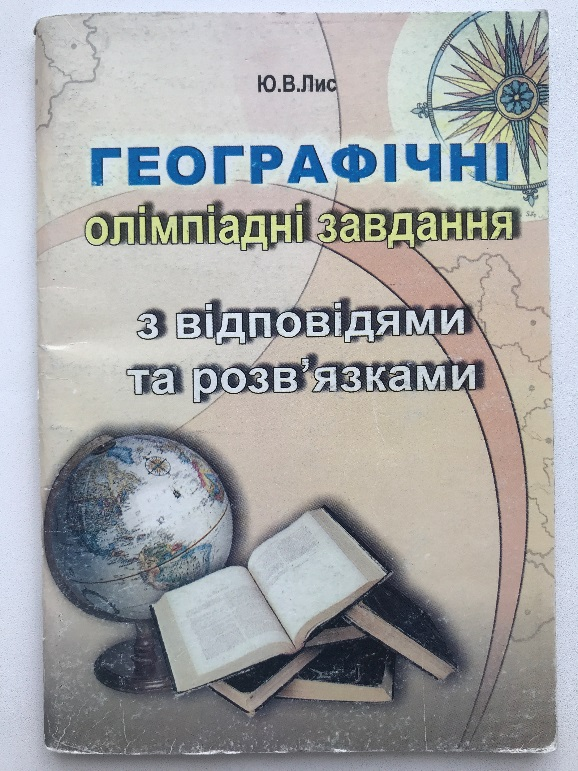 Ю.В.Лис
ГЕОГРАФІЧНІ
олімпіадні завдання
з відповідями
та розв’язками